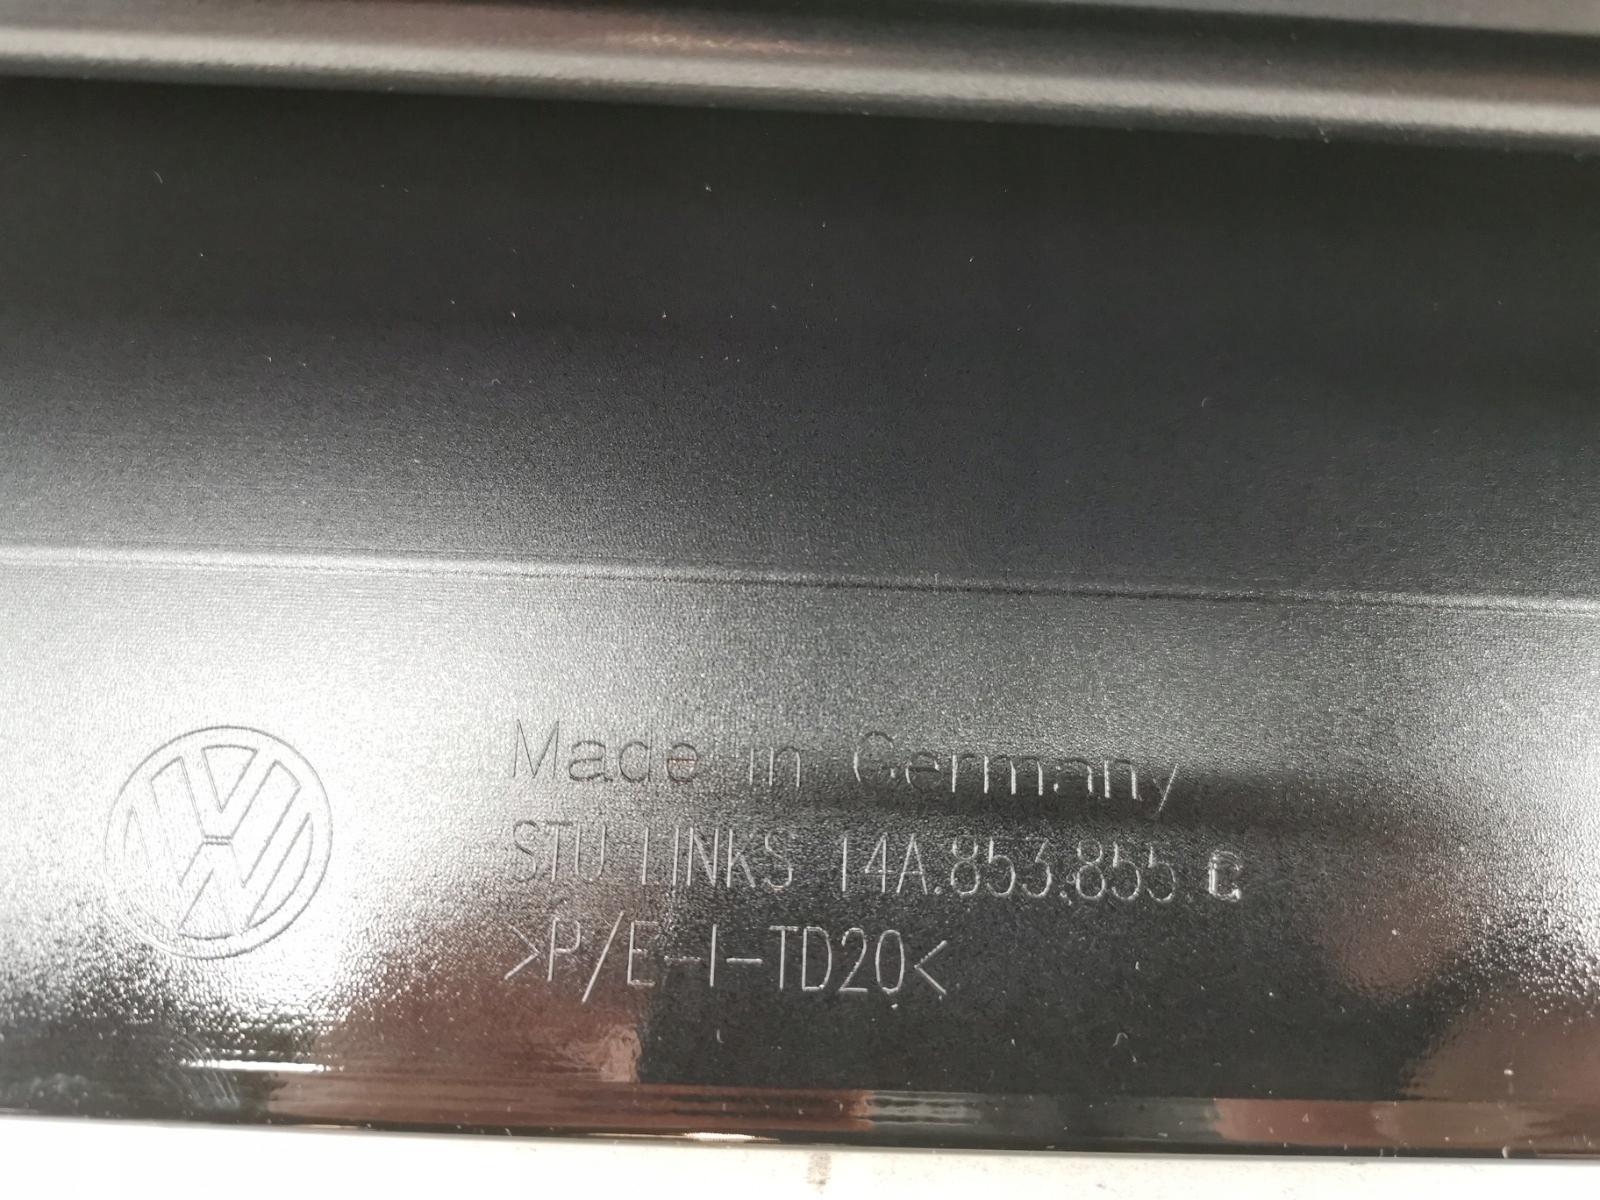 Made in Germany
STU LINKS 14A.853.855.C
>P/E-I-TD20<